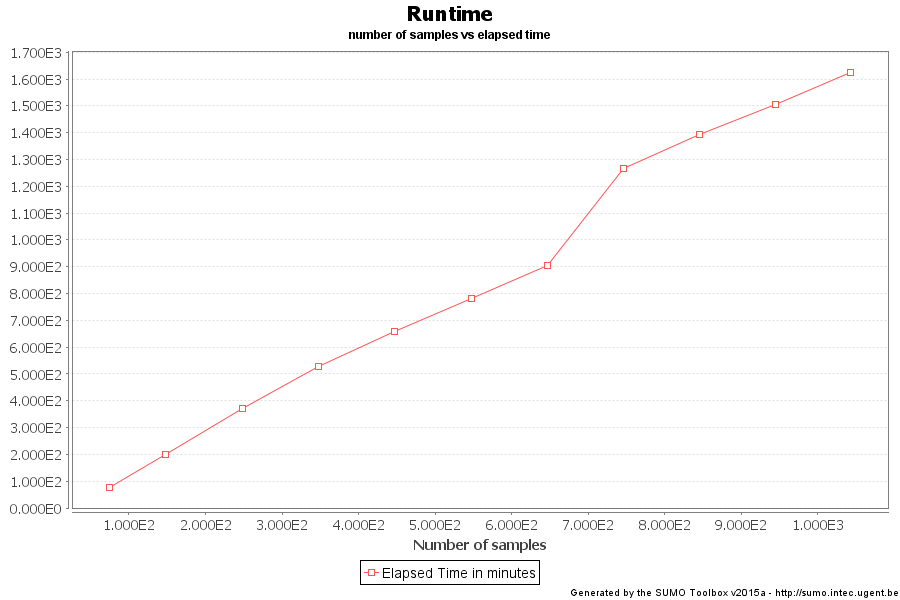 Runtime
number of samples vs elapsed time
1.700E3
1.600E3
1.500E3
1.400E3
1.300E3
1.200E3
1.100E3
1.000E3
9.000E2
8.000E2
7.000E2
6.000E2
5.000E2
4.000E2
3.000E2
2.000E2
1.000E2
0.000E0
1.000E2 2.000E2 3.000E2 4.000E2 5.000E2 6.000E2 7.000E2 8.000E2 9.000E2 1.000E3
Number of samples
Elapsed Time in minutes
Generated by the SUMO Toolbox v2015a - http://sumo.intec.ugent.be